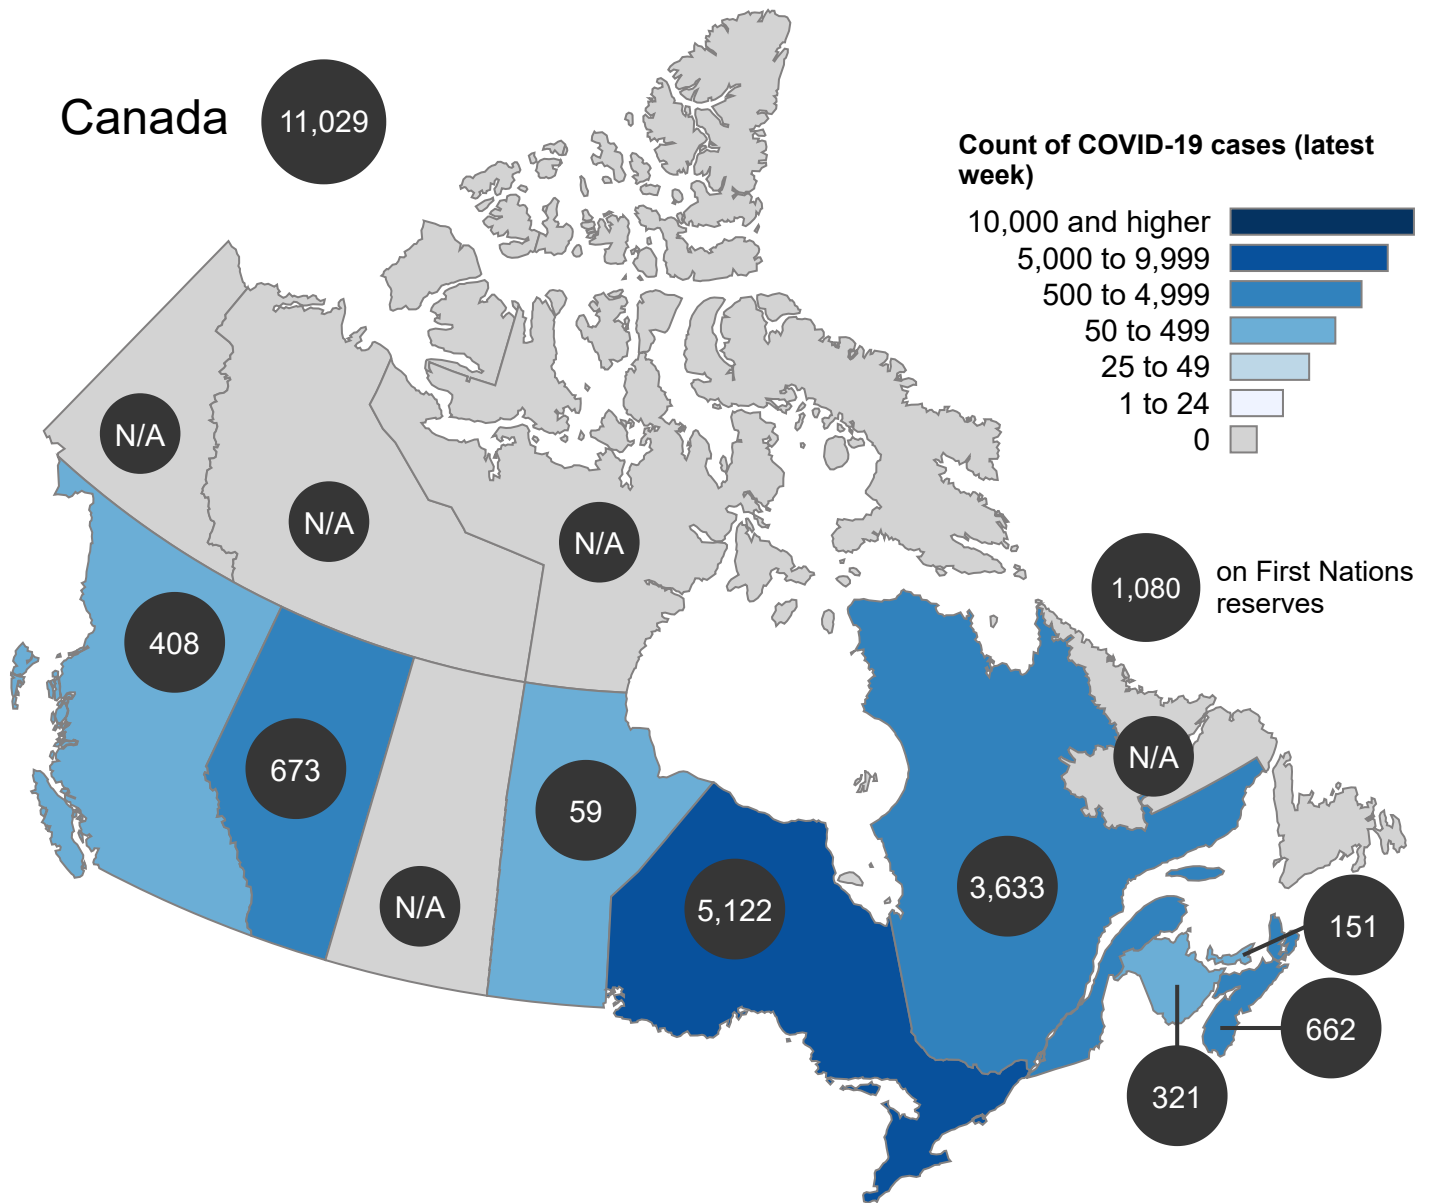 Canada
11,029
Count of COVID-19 cases (latest
week)
10,000 and higher
5,000 to 9,999
500 to 4,999
50 to 499
25 to 49
1 to 24
0
N/A
N/A
N/A
1,080
on First Nations
reserves
408
673
N/A
59
5,122
3,633
N/A
151
662
321